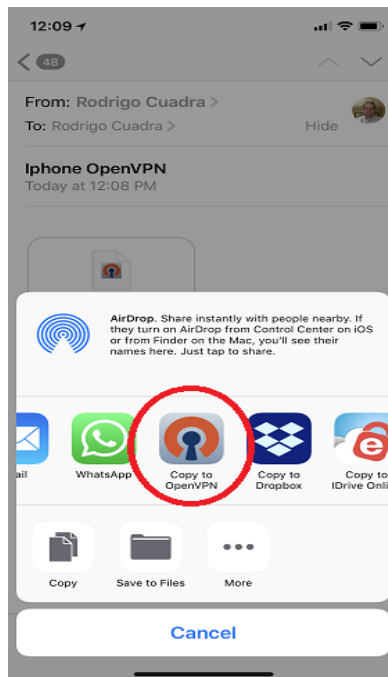 12:09
48
From: Rodrigo Cuadra >
To: Rodrigo Cuadra >
Hide
Iphone OpenVPN
Today at 12:08 PM
AirDrop. Share instantly with people nearby. If
they turn on AirDrop from Control Center on iOS
or from Finder on the Mac, you'll see their
names here. Just tap to share.
ail
WhatsApp
Copy to
OpenVPN
Copy to
Dropbox
Copy to
IDrive Onli
Copy
Save to Files
More
Cancel